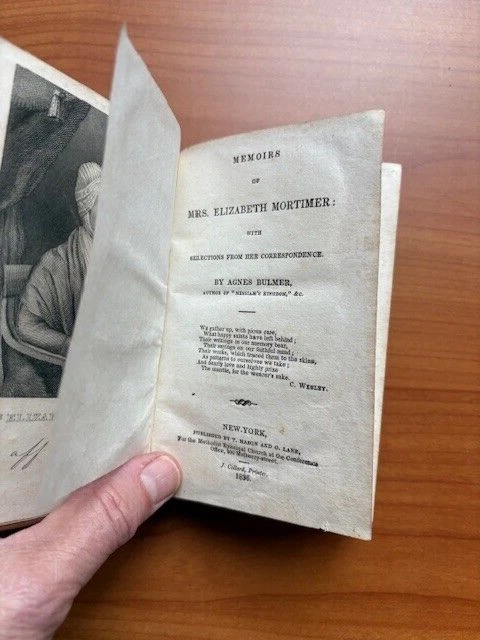 ELIZA
aff
MEMOIRS
OF
MRS. ELIZABETH MORTIMER:
WITH
SELECTIONS FROM HER CORRESPONDENCE.
BY AGNES BULMER,
AUTHOR OF "MESSIAH'S KINGDOM," &C.
We gather up, with pious care,
What happy saints have left behind;
Their writings in our memory bear,
Their sayings on our faithful mind;
Their works, which traced them to the skies,
As patterns to ourselves we take;
And dearly love and highly prize
The mantle, for the wearer's sake.
C. WESLEY.
NEW-YORK,
PUBLISHED BY T. MASON AND G. LANE,
For the Methodist Episcopal Church at the Conference
Office, 200 Mulberry-street.
J. Collord, Printer.
1836.